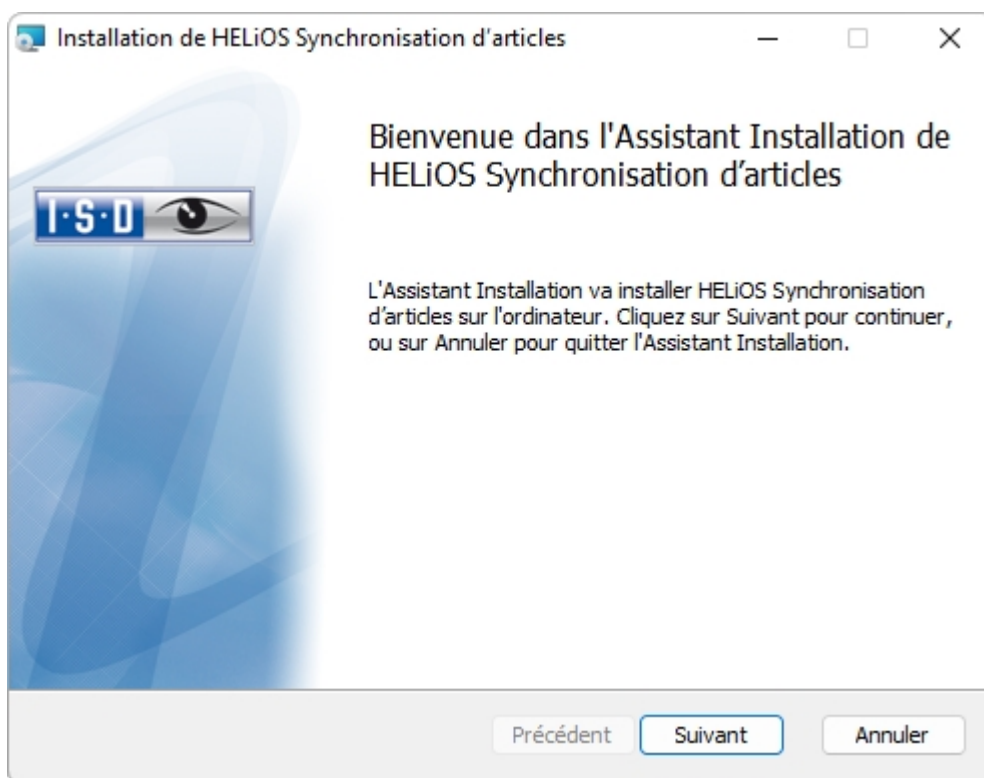 Installation de HELiOS Synchronisation d’articles
I·S·D
Bienvenue dans l'Assistant Installation de
HELiOS Synchronisation d’articles
L'Assistant Installation va installer HELiOS Synchronisation
d’articles sur l'ordinateur. Cliquez sur Suivant pour continuer,
ou sur Annuler pour quitter l'Assistant Installation.
Précédent Suivant Annuler